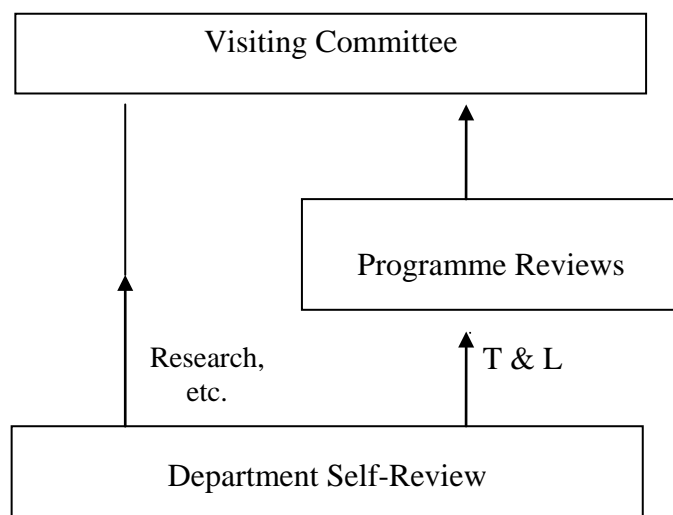 Visiting Committee
Programme Reviews
Research,
etc.
T & L
Department Self-Review